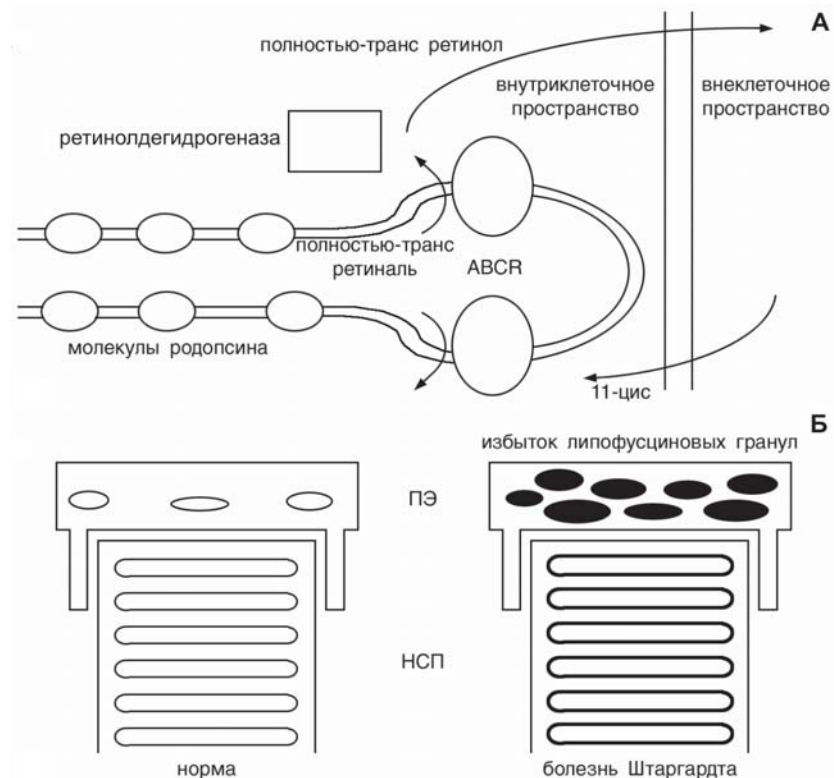 А
полностью-транс ретинол
внутриклеточное
пространство
внеклеточное
пространство
ретинолдегидрогеназа
полностью-транс
ретиналь
ABCR
молекулы родопсина
11-цис
Б
избыток липофусциновых гранул
ПЭ
НСП
норма
болезнь Штаргардта